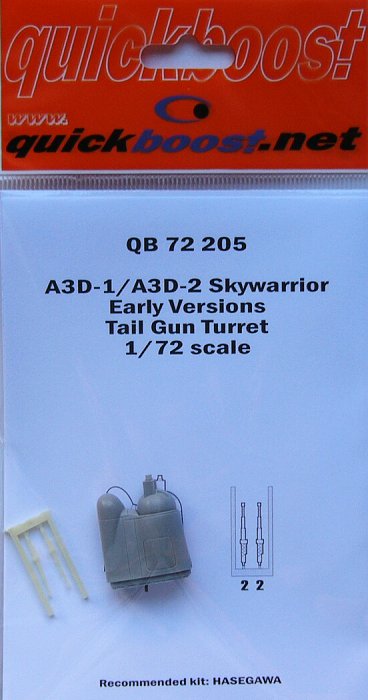 quickboost
www.
quickboost.net
QB 72 205
A3D-1/A3D-2 Skywarrior
Early Versions
Tail Gun Turret
1/72 scale
2 2
Recommended kit: HASEGAWA